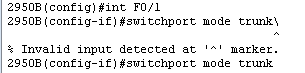 2950B(config)#int F0/1
2950B(config-if)#switchport mode trunk\
^
% Invalid input detected at '^' marker.
2950B(config-if)#switchport mode trunk